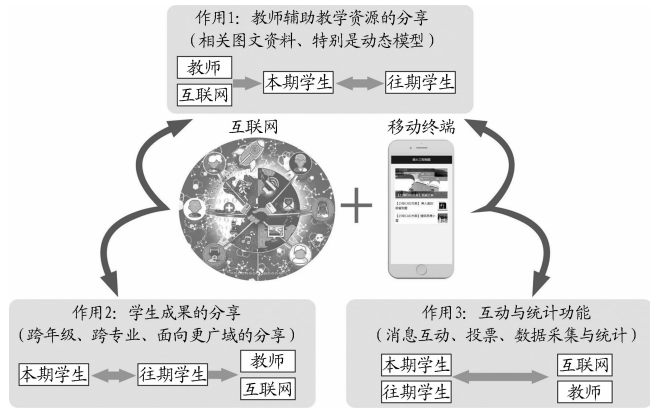 作用1：教师辅助教学资源的分享
（相关图文资料、特别是动态模型）
教师
互联网
本期学生
往期学生
互联网
移动终端
作用2：学生成果的分享
（跨年级、跨专业、面向更广域的分享）
本期学生
往期学生
教师
互联网
作用3：互动与统计功能
（消息互动、投票、数据采集与统计）
本期学生
往期学生
互联网
教师